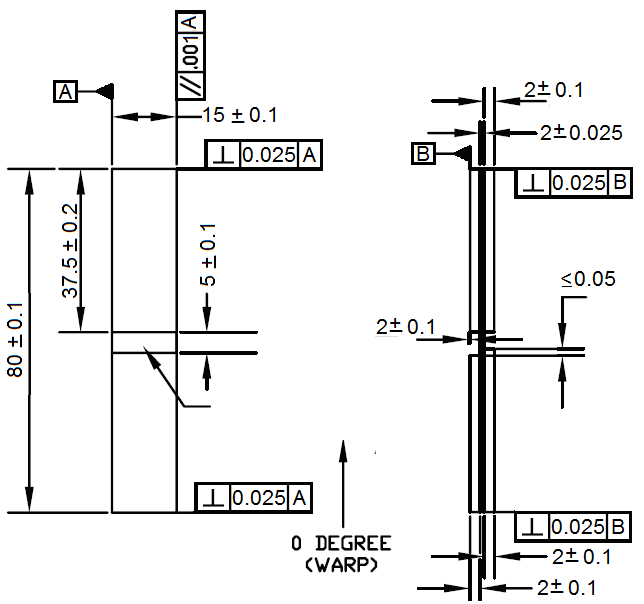 // .001 A
A
15 ± 0.1
⊥ 0.025 A
37.5 ± 0.2
5 ± 0.1
80 ± 0.1
⊥ 0.025 A
0 DEGREE
(WARP)
2± 0.1
2± 0.025
B
⊥ 0.025 B
≤0.05
2± 0.1
⊥ 0.025 B
2± 0.1
2± 0.1